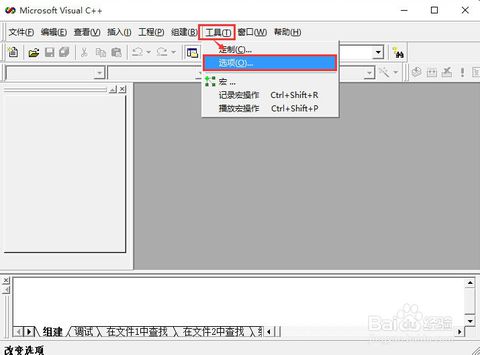 Microsoft Visual C++
文件(F) 编辑(E) 查看(V) 插入(I) 工程(P) 组建(B) 工具(T) 窗口(W) 帮助(H)
定制(C)...
选项(O)...
宏 ...
记录宏操作 Ctrl+Shift+R
播放宏操作 Ctrl+Shift+P
组建 调试 在文件1中查找 在文件2中查找
Baidu 百科经验
改变选项